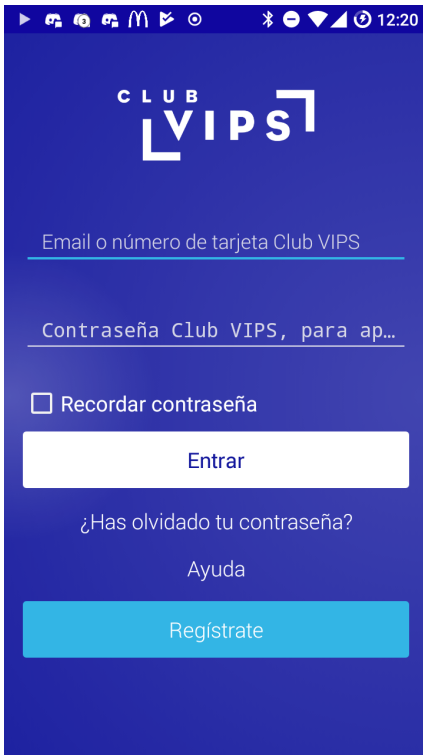 12:20
CLUB
VIPS
Email o número de tarjeta Club VIPS
Contraseña Club VIPS, para ap…
Recordar contraseña
Entrar
¿Has olvidado tu contraseña?
Ayuda
Regístrate